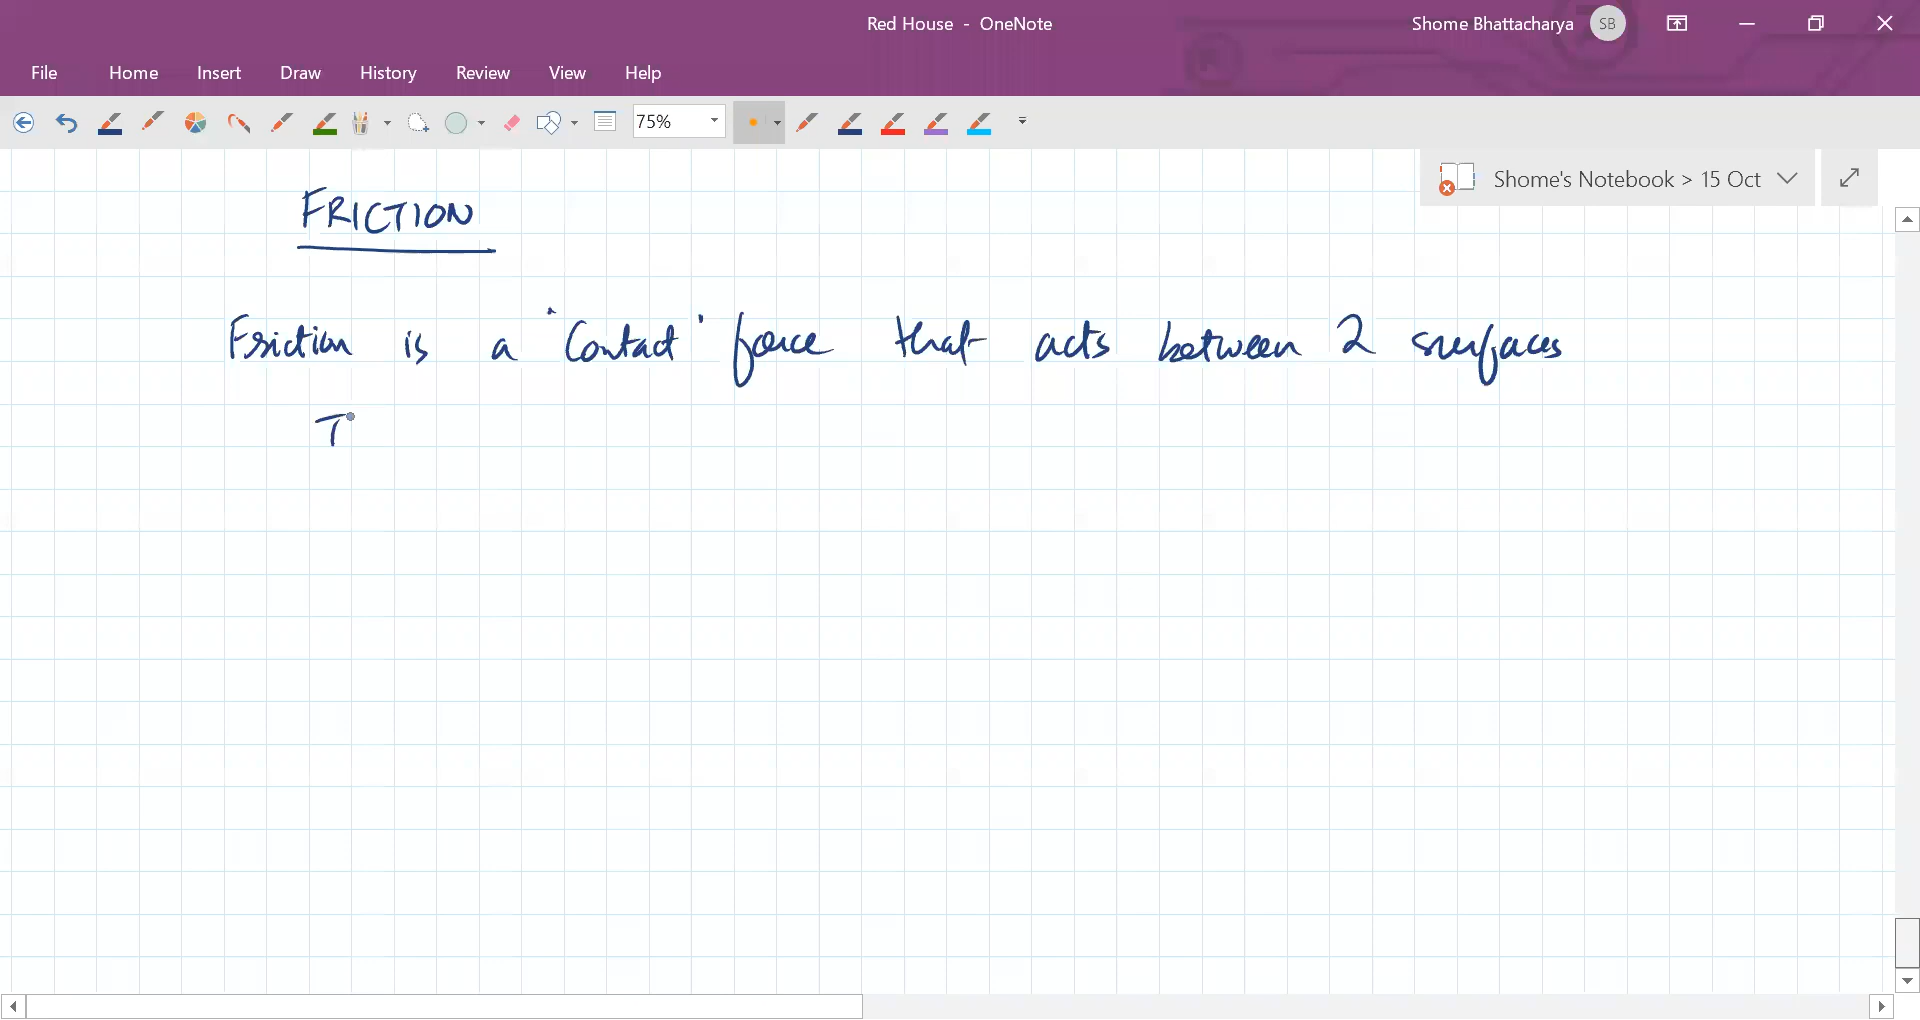 Red House - OneNote
Shome Bhattacharya SB
File Home Insert Draw History Review View Help
75%
Shome's Notebook > 15 Oct
FRICTION
Friction is a 'Contact' force that acts between 2 surfaces
T